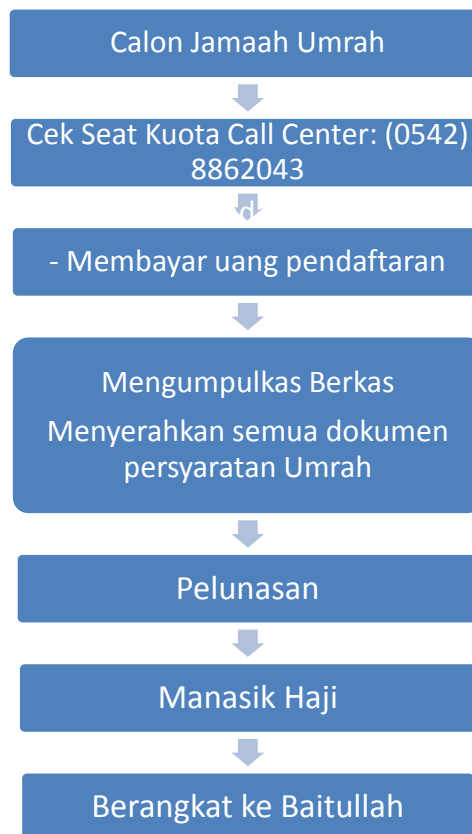 Calon Jamaah Umrah
Cek Seat Kuota Call Center: (0542)
8862043
d
- Membayar uang pendaftaran
Mengumpulkas Berkas
Menyerahkan semua dokumen
persyaratan Umrah
Pelunasan
Manasik Haji
Berangkat ke Baitullah